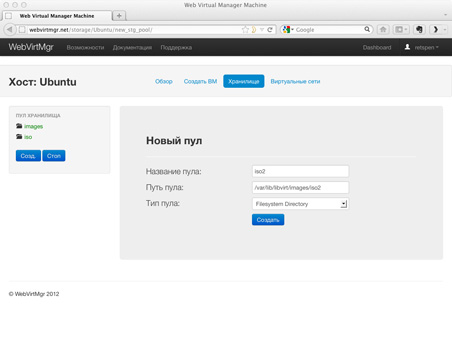 Web Virtual Manager Machine
Web Virtual Manager Machine
webvirtmgr.net/storage/Ubuntu/new_stg_pool/
Google
WebVirtMgr Возможности Документация Поддержка Dashboard retspen
Хост: Ubuntu Обзор Создать ВМ Хранилище Виртуальные сети
ПУЛ ХРАНИЛИЩА
images
iso
Созд. Стоп
Новый пул
Название пула: iso2
Путь пула: /var/lib/libvirt/images/iso2
Тип пула: Filesystem Directory
Создать
© WebVirtMgr 2012